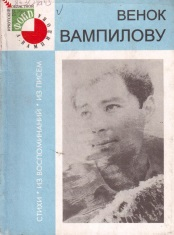 ВЕНОК
ВАМПИЛОВУ
СТИХИ * ИЗ ВОСПОМИНАНИЙ * ИЗ ПИСЕМ